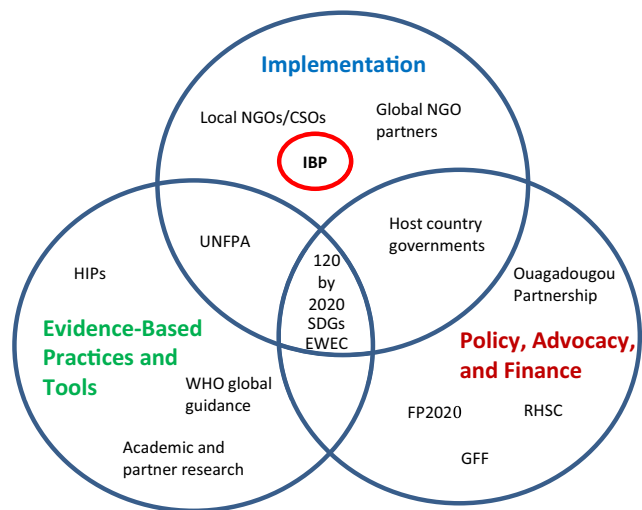 Implementation
Local NGOs/CSOs
Global NGO
partners
IBP
UNFPA
Host country
governments
120
by
2020
SDGs
EWEC
HIPs
Ouagadougou
Partnership
Evidence-Based
Practices and
Tools
Policy, Advocacy,
and Finance
WHO global
guidance
Academic and
partner research
FP2020
RHSC
GFF